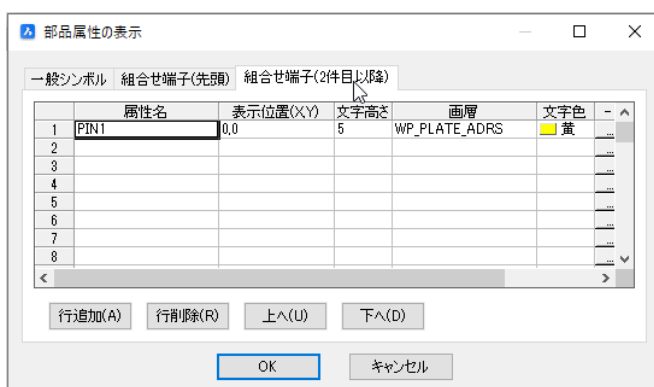 部品属性の表示
一般シンボル 組合せ端子(先頭) 組合せ端子(2件目以降)
属性名 表示位置(XY) 文字高さ 画層 文字色
1 PIN1 0,0 5 WP_PLATE_ADRS 黄 ...
2 ...
3 ...
4 ...
5 ...
6 ...
7 ...
8 ...
行追加(A) 行削除(R) 上へ(U) 下へ(D)
OK キャンセル